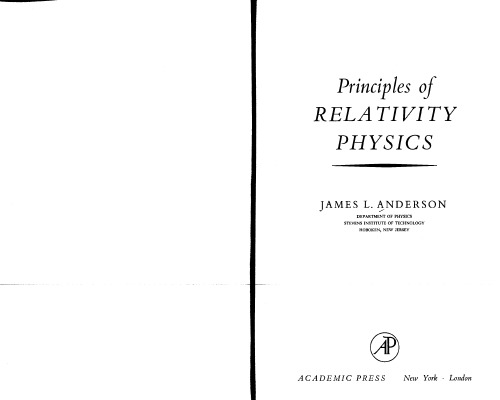 Principles of
RELATIVITY
PHYSICS
JAMES L. ANDERSON
DEPARTMENT OF PHYSICS
STEVENS INSTITUTE OF TECHNOLOGY
HOBOKEN, NEW JERSEY
AP
ACADEMIC PRESS New York · London